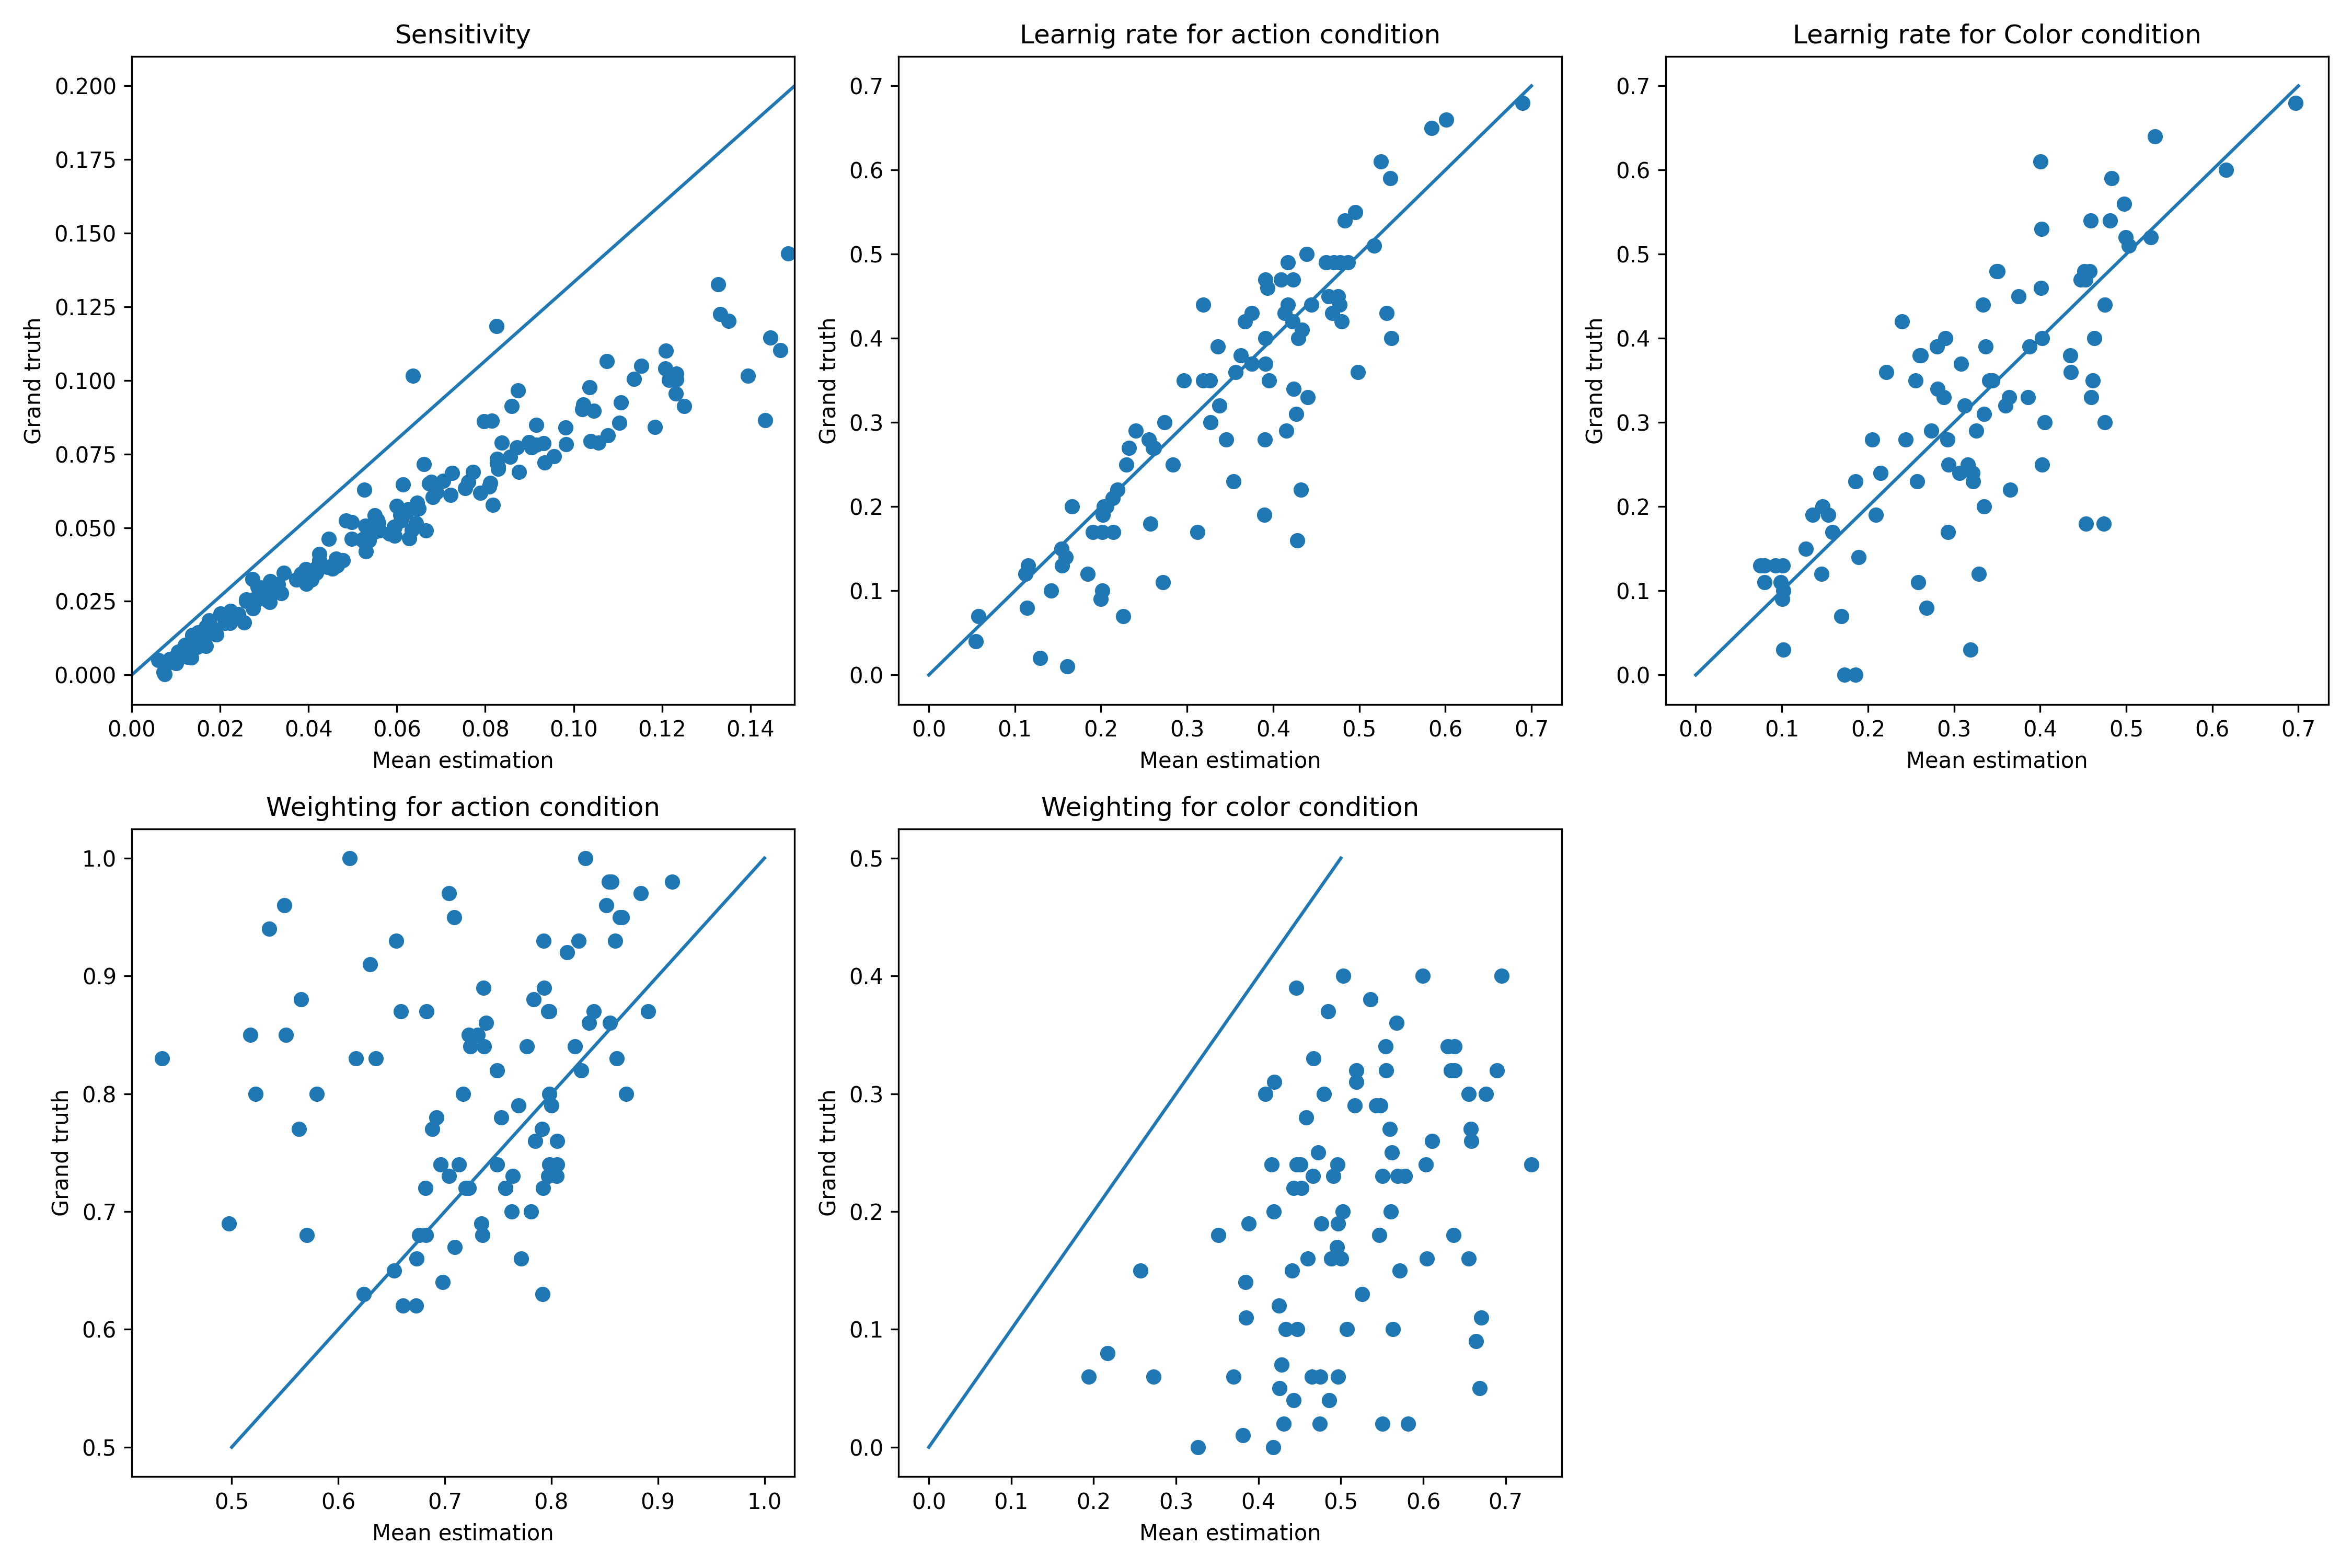 Sensitivity
0.200
0.175
0.150
0.125
0.100
0.075
0.050
0.025
0.000
Grand truth
0.00 0.02 0.04 0.06 0.08 0.10 0.12 0.14
Mean estimation
Learnig rate for action condition
0.7
0.6
0.5
0.4
0.3
0.2
0.1
0.0
Grand truth
0.0 0.1 0.2 0.3 0.4 0.5 0.6 0.7
Mean estimation
Learnig rate for Color condition
0.7
0.6
0.5
0.4
0.3
0.2
0.1
0.0
Grand truth
0.0 0.1 0.2 0.3 0.4 0.5 0.6 0.7
Mean estimation
Weighting for action condition
1.0
0.9
0.8
0.7
0.6
0.5
Grand truth
0.5 0.6 0.7 0.8 0.9 1.0
Mean estimation
Weighting for color condition
0.5
0.4
0.3
0.2
0.1
0.0
Grand truth
0.0 0.1 0.2 0.3 0.4 0.5 0.6 0.7
Mean estimation